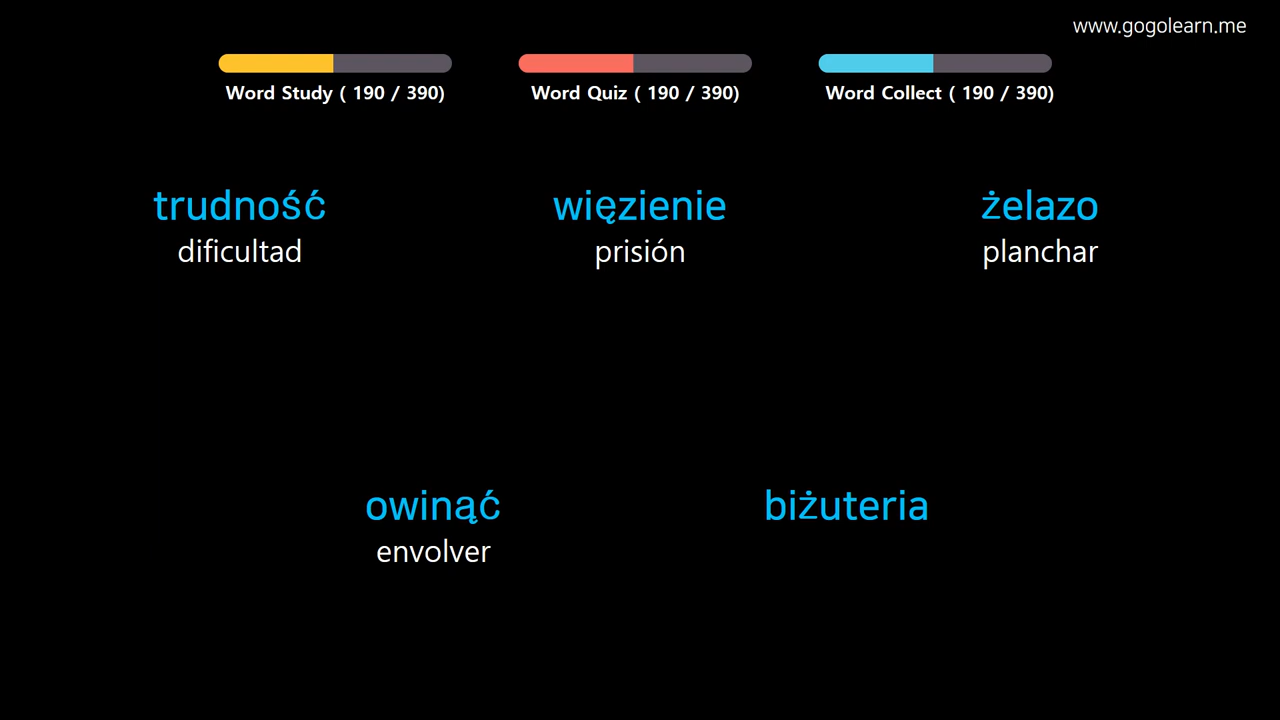 www.gogolearn.me
Word Study ( 190 / 390)
Word Quiz ( 190 / 390)
Word Collect ( 190 / 390)
trudność
dificultad
więzienie
prisión
żelazo
planchar
owinąć
envolver
biżuteria